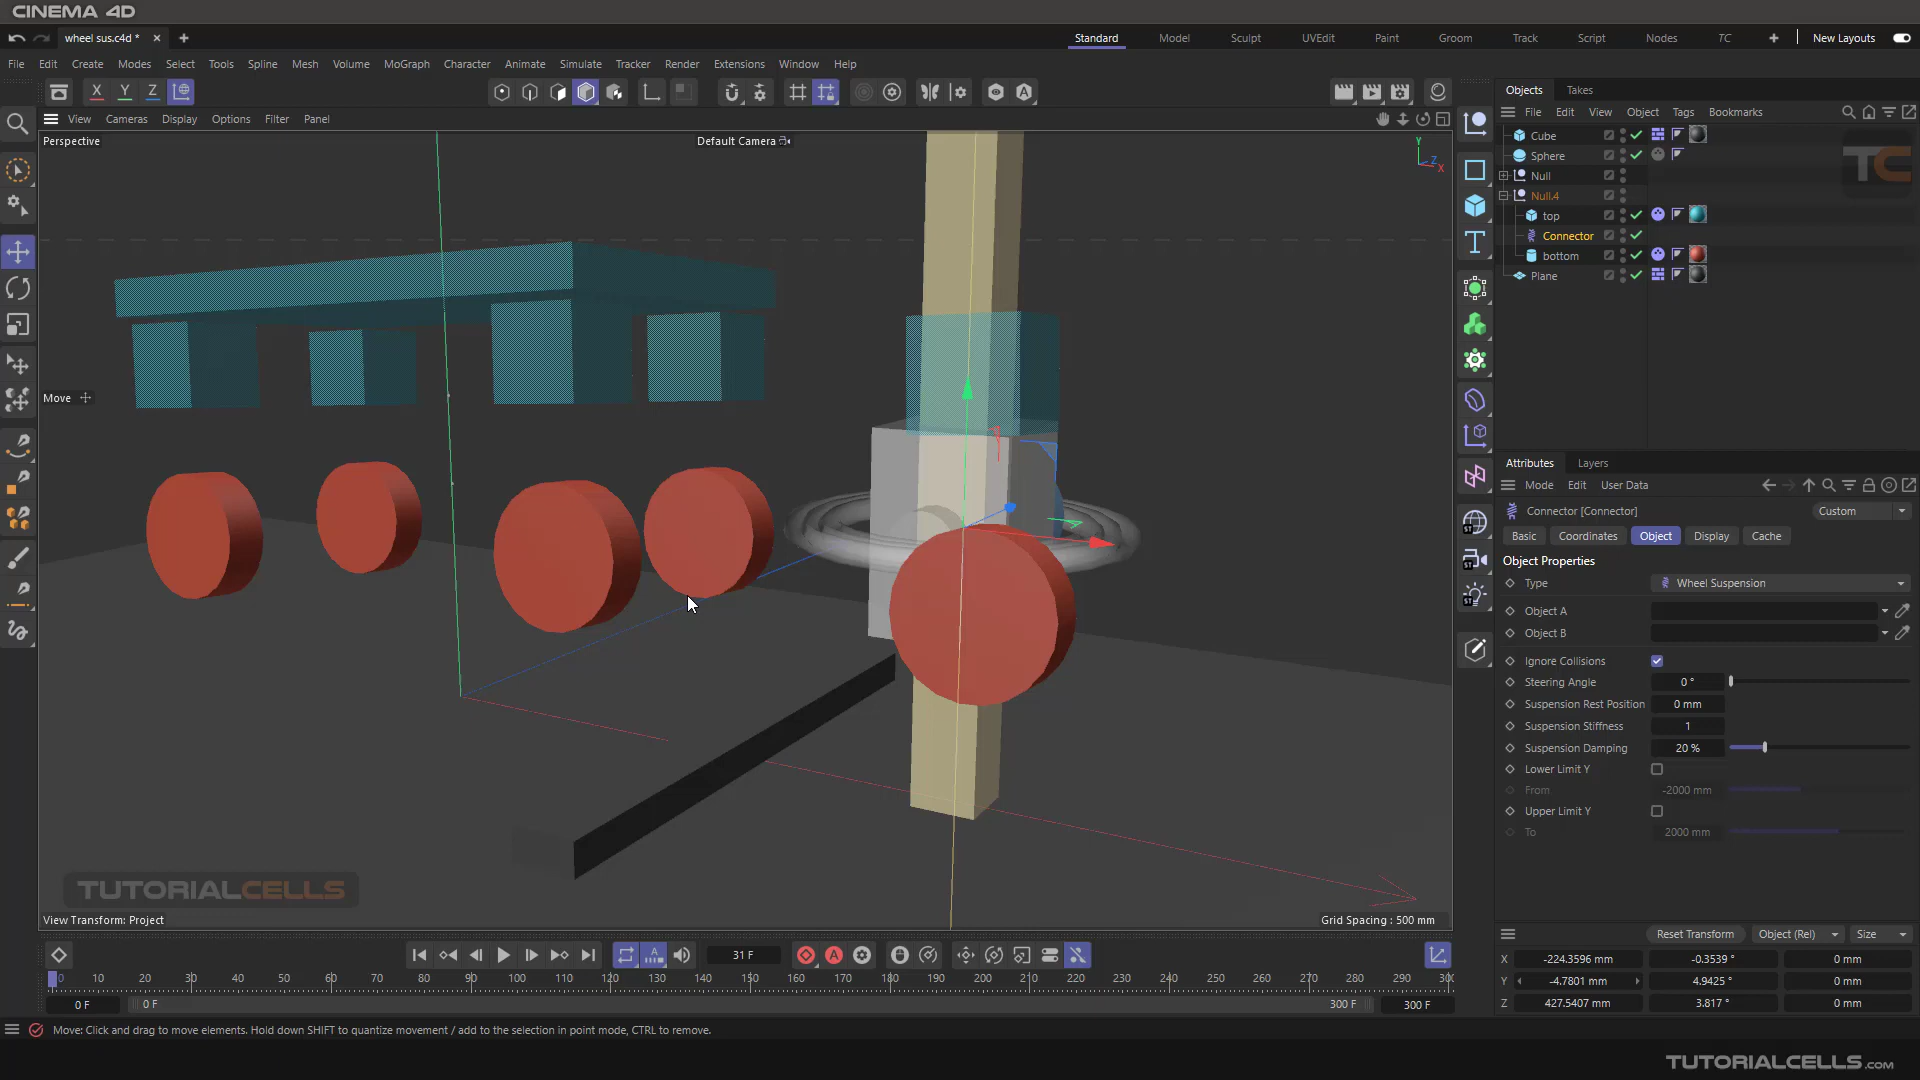 CINEMA 4D
wheel sus.c4d *
Standard Model Sculpt UVEdit Paint Groom Track Script Nodes TC New Layouts
File Edit Create Modes Select Tools Spline Mesh Volume MoGraph Character Animate Simulate Tracker Render Extensions Window Help
X Y Z
View Cameras Display Options Filter Panel
Perspective
Default Camera
Y
Z
X
Move
TUTORIALCELLS
View Transform: Project
Grid Spacing : 500 mm
Objects Takes
File Edit View Object Tags Bookmarks
Cube
Sphere
Null
Null.4
top
Connector
bottom
Plane
TC
Attributes Layers
Mode Edit User Data
Connector [Connector]
Custom
Basic Coordinates Object Display Cache
Object Properties
Type Wheel Suspension
Object A
Object B
Ignore Collisions
Steering Angle 0 °
Suspension Rest Position 0 mm
Suspension Stiffness 1
Suspension Damping 20 %
Lower Limit Y
From -2000 mm
Upper Limit Y
To 2000 mm
Reset Transform Object (Rel) Size
X -224.3596 mm -0.3539 ° 0 mm
Y -4.7801 mm 4.9425 ° 0 mm
Z 427.5407 mm 3.817 ° 0 mm
31 F
0 10 20 30 40 50 60 70 80 90 100 110 120 130 140 150 160 170 180 190 200 210 220 230 240 250 260 270 280 290 30
0 F 0 F 300 F 300 F
Move: Click and drag to move elements. Hold down SHIFT to quantize movement / add to the selection in point mode, CTRL to remove.
TUTORIALCELLS.com